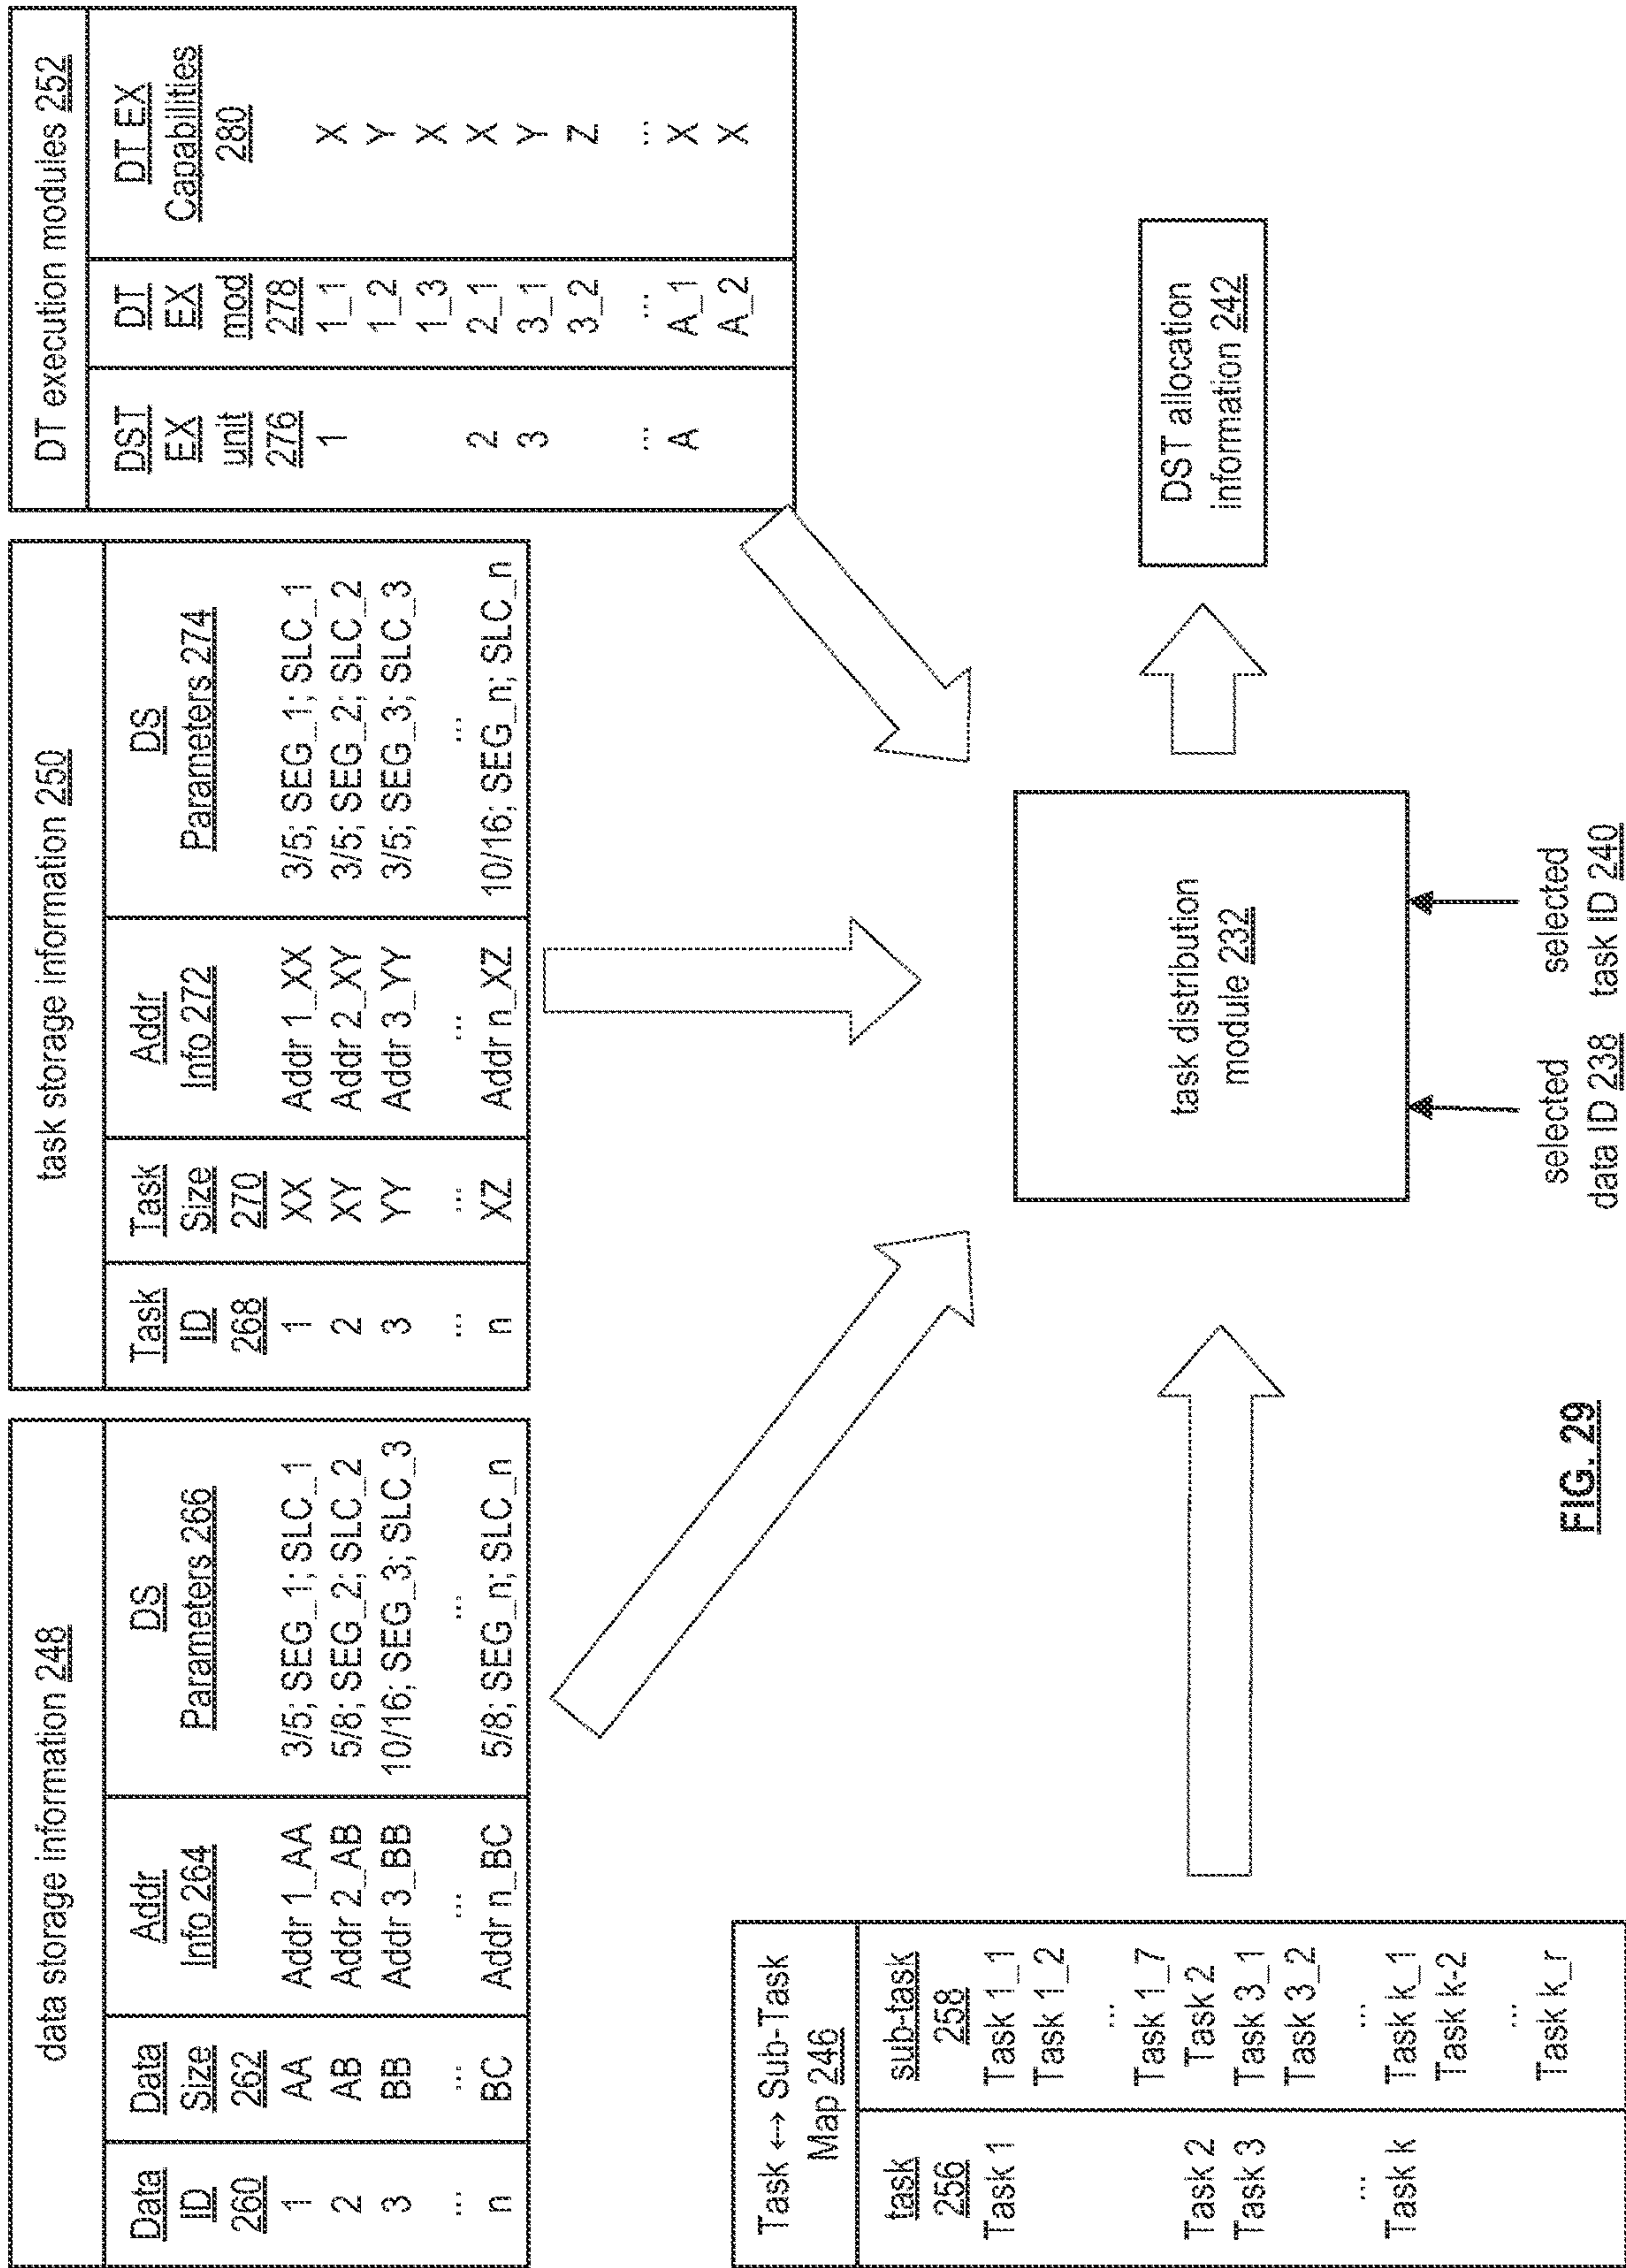 data storage information 248
Data ID 260 Data Size 262 Addr Info 264 DS Parameters 266
1 AA Addr 1_AA 3/5; SEG_1; SLC_1
2 AB Addr 2_AB 5/8; SEG_2; SLC_2
3 BB Addr 3_BB 10/16; SEG_3; SLC_3
... ... ... ...
n BC Addr n_BC 5/8; SEG_n; SLC_n
task storage information 250
Task ID 268 Task Size 270 Addr Info 272 DS Parameters 274
1 XX Addr 1_XX 3/5; SEG_1; SLC_1
2 XY Addr 2_XY 3/5; SEG_2; SLC_2
3 YY Addr 3_YY 3/5; SEG_3; SLC_3
... ... ... ...
n XZ Addr n_XZ 10/16; SEG_n; SLC_n
DT execution modules 252
DST EX unit 276 DT EX mod 278 DT EX Capabilities 280
1 1_1 X
1_2 Y
1_3 X
2 2_1 X
3 3_1 Y
3_2 Z
... ... ...
A A_1 X
A_2 X
Task ↔ Sub-Task
Map 246
task 256 sub-task 258
Task 1 Task 1_1
Task 1_2
...
Task 1_7
Task 2 Task 2
Task 3 Task 3_1
Task 3_2
... ...
Task k Task k_1
Task k-2
...
Task k_r
task distribution
module 232
DST allocation
information 242
selected
data ID 238
selected
task ID 240
FIG. 29